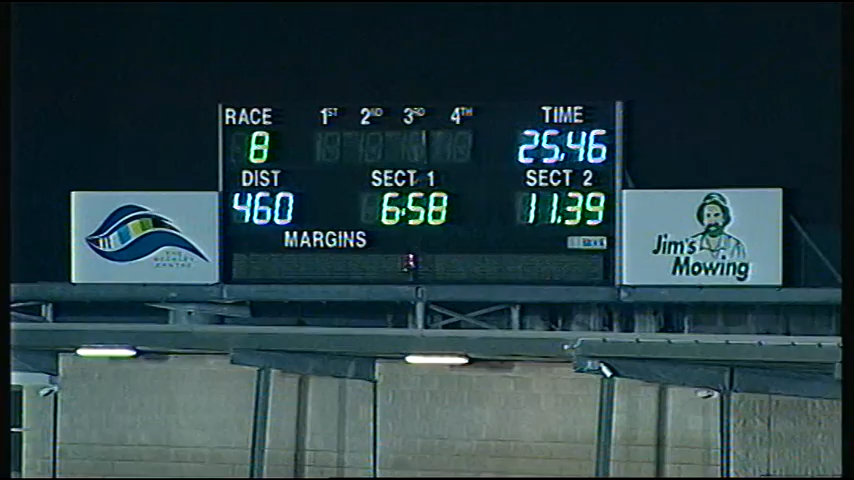 RACE 1ST 2ND 3RD 4TH TIME
8 25.46
DIST SECT 1 SECT 2
460 6.58 11.39
MARGINS
Jim's
Mowing